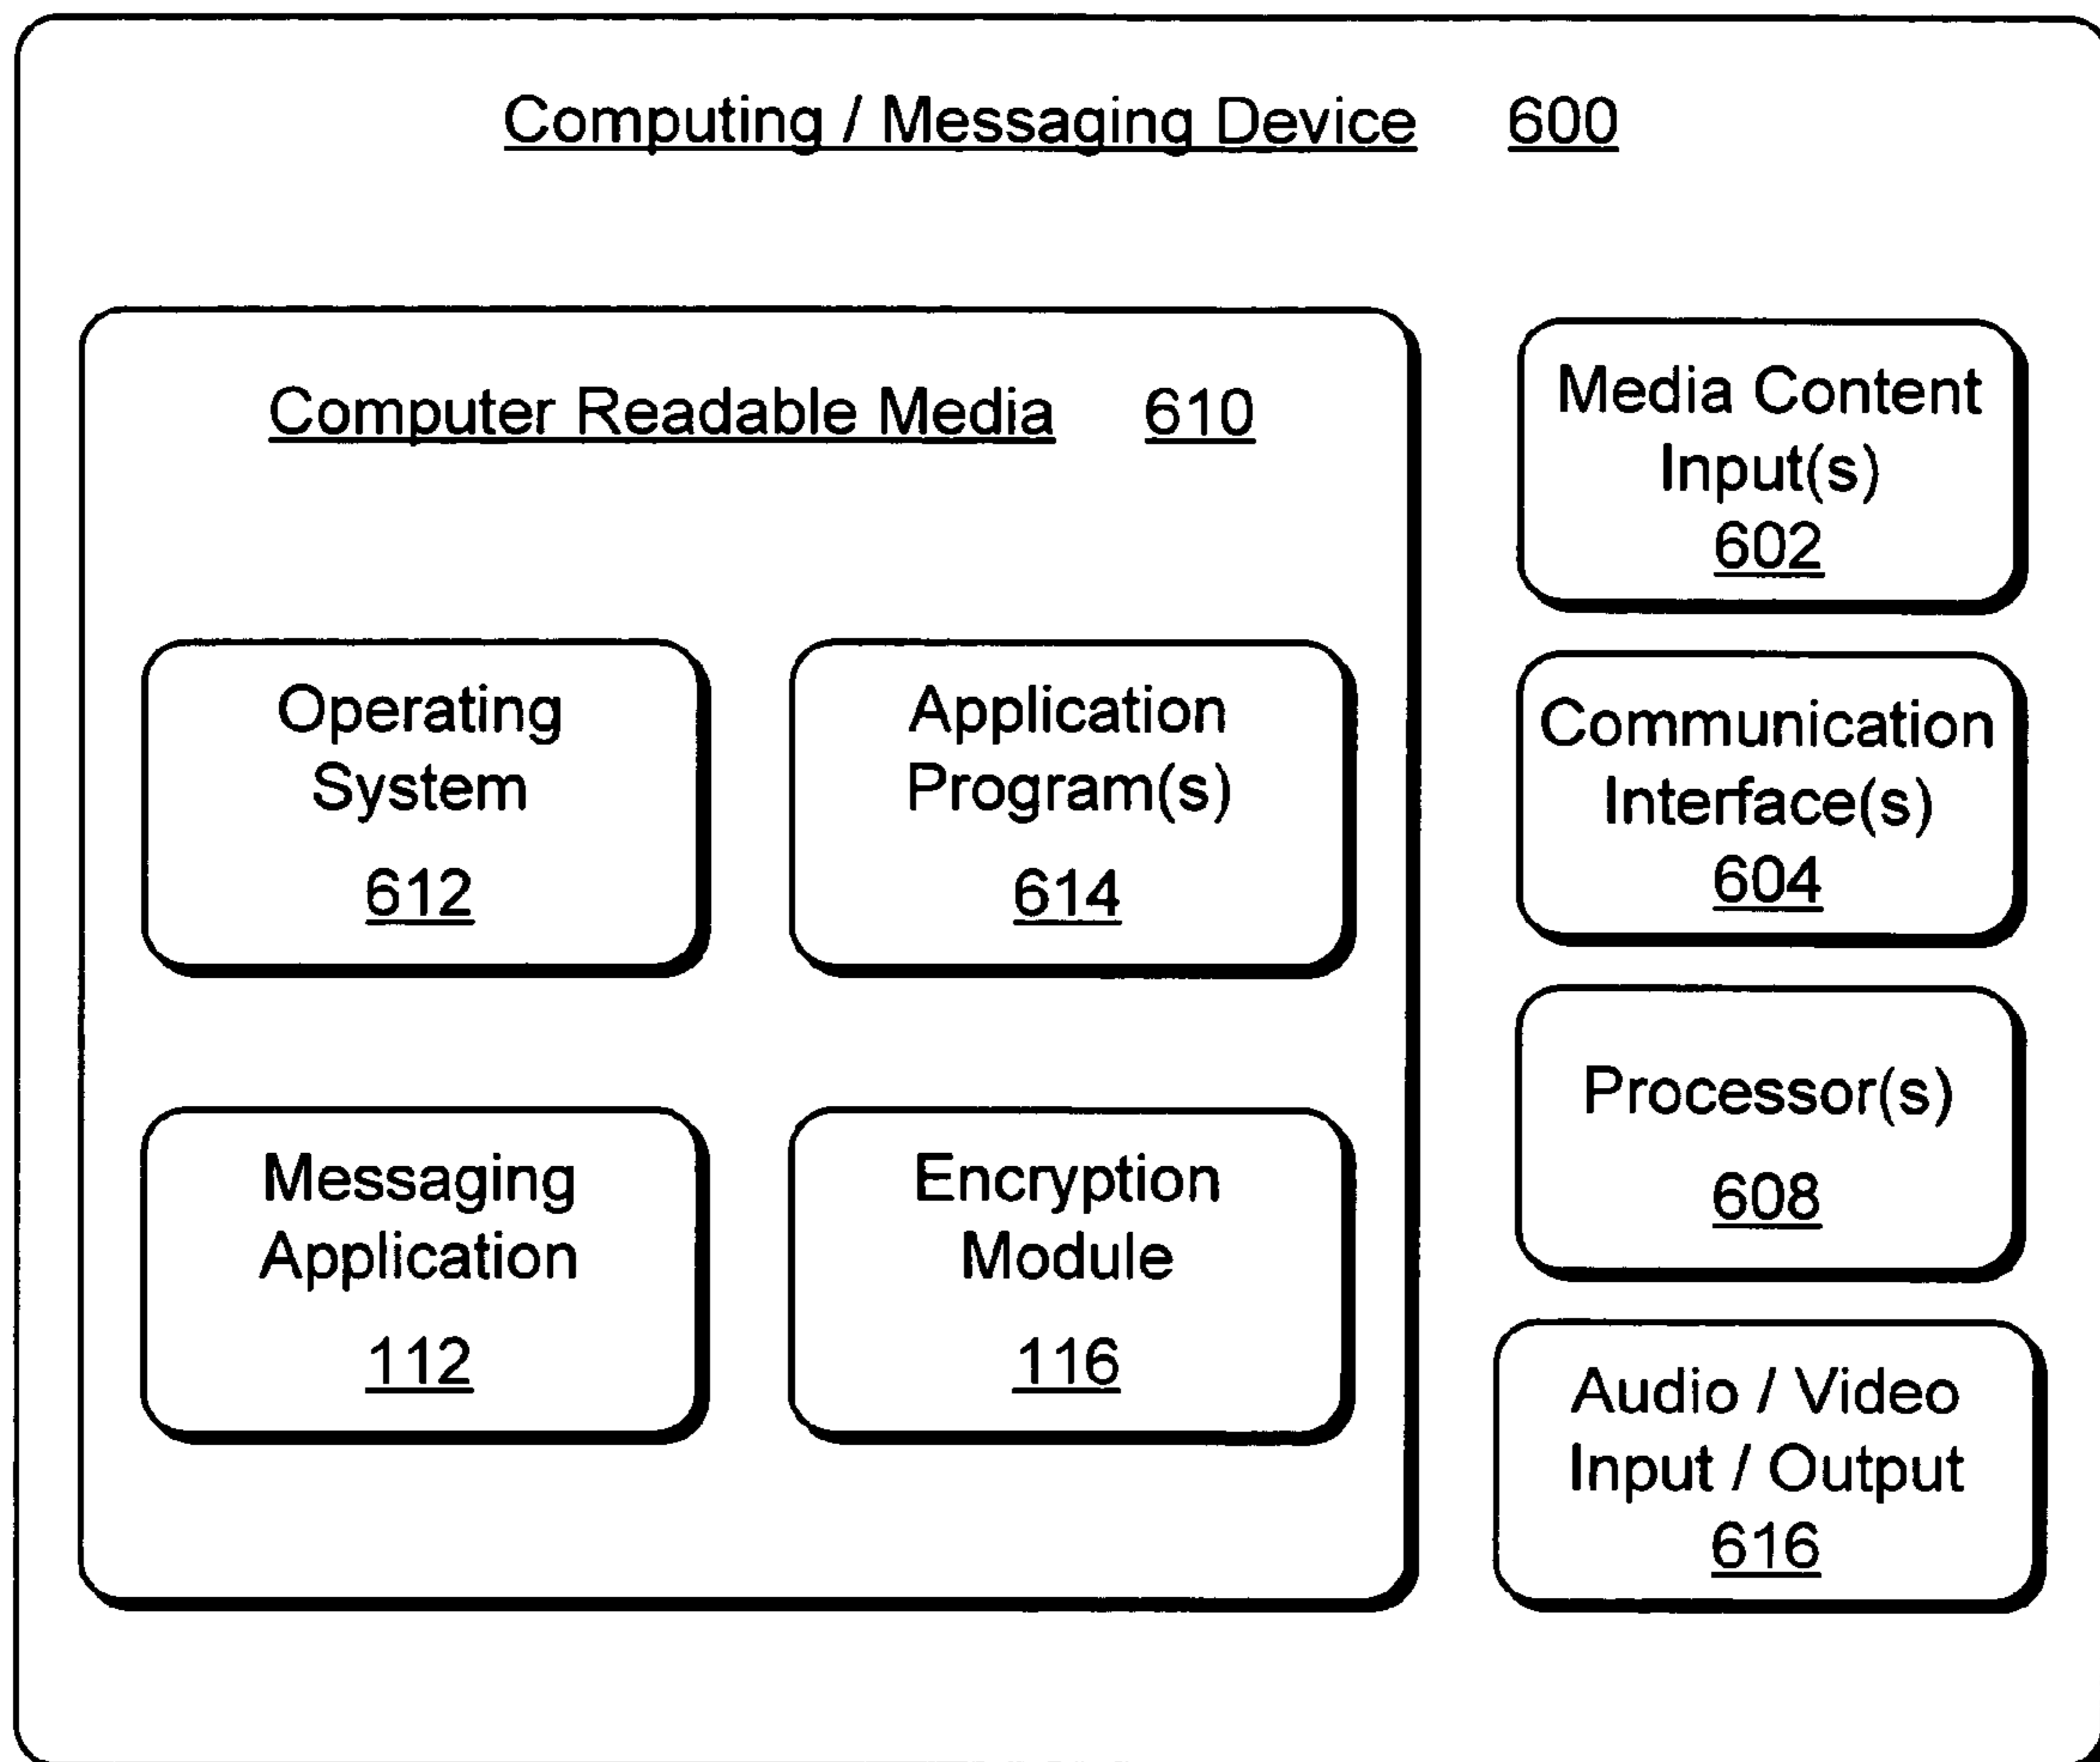 Computing / Messaging Device 600
Computer Readable Media 610
Operating
System
612
Application
Program(s)
614
Messaging
Application
112
Encryption
Module
116
Media Content
Input(s)
602
Communication
Interface(s)
604
Processor(s)
608
Audio / Video
Input / Output
616